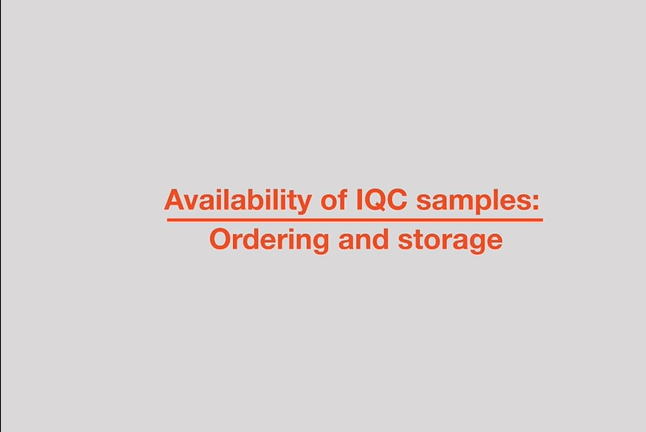 Availability of IQC samples:
Ordering and storage